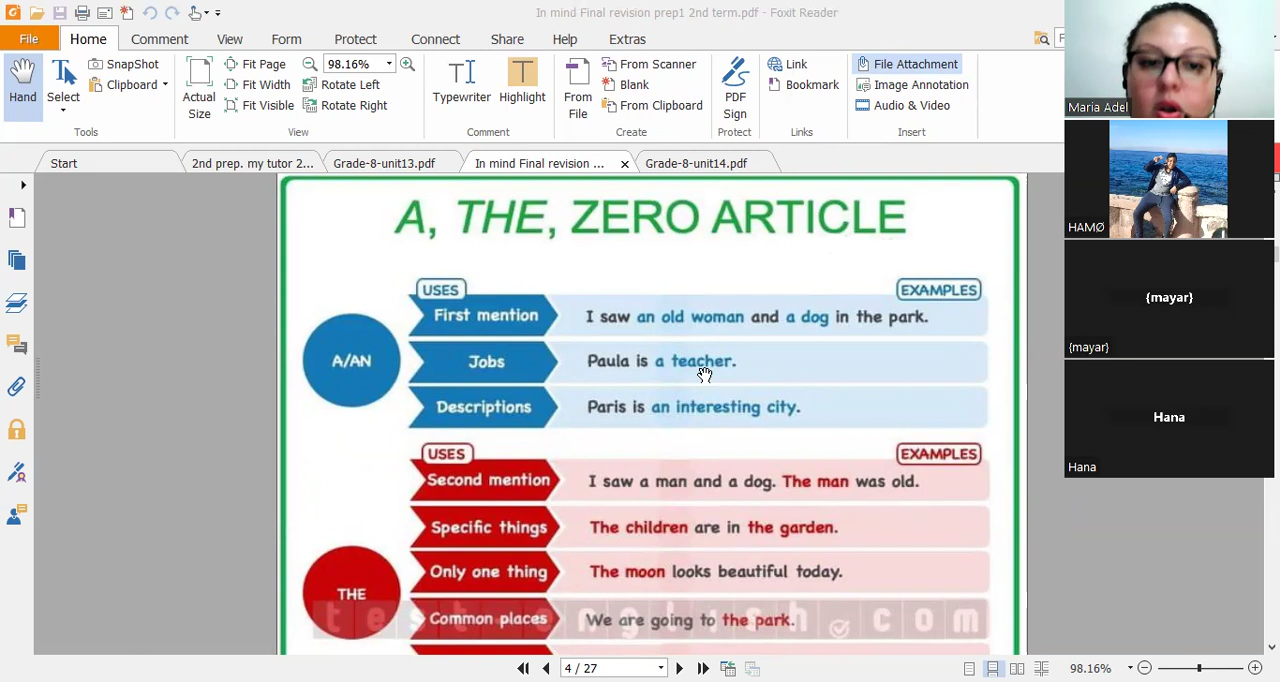 In mind Final revision prep1 2nd term.pdf - Foxit Reader
File Home Comment View Form Protect Connect Share Help Extras
Hand
Select
SnapShot
Clipboard
Tools
Actual Size
Fit Page
Fit Width
Fit Visible
98.16%
Rotate Left
Rotate Right
View
Typewriter
Highlight
Comment
From File
From Scanner
Blank
From Clipboard
Create
PDF Sign
Protect
Link
Bookmark
Links
File Attachment
Image Annotation
Audio & Video
Insert
Start
2nd prep. my tutor 2...
Grade-8-unit13.pdf
In mind Final revision ...
Grade-8-unit14.pdf
A, THE, ZERO ARTICLE
USES EXAMPLES
A/AN
First mention I saw an old woman and a dog in the park.
Jobs Paula is a teacher.
Descriptions Paris is an interesting city.
USES EXAMPLES
THE
Second mention I saw a man and a dog. The man was old.
Specific things The children are in the garden.
Only one thing The moon looks beautiful today.
Common places We are going to the park.
test-english.com
4 / 27
98.16%
Maria Adel
HAMØ
{mayar}
{mayar}
Hana
Hana